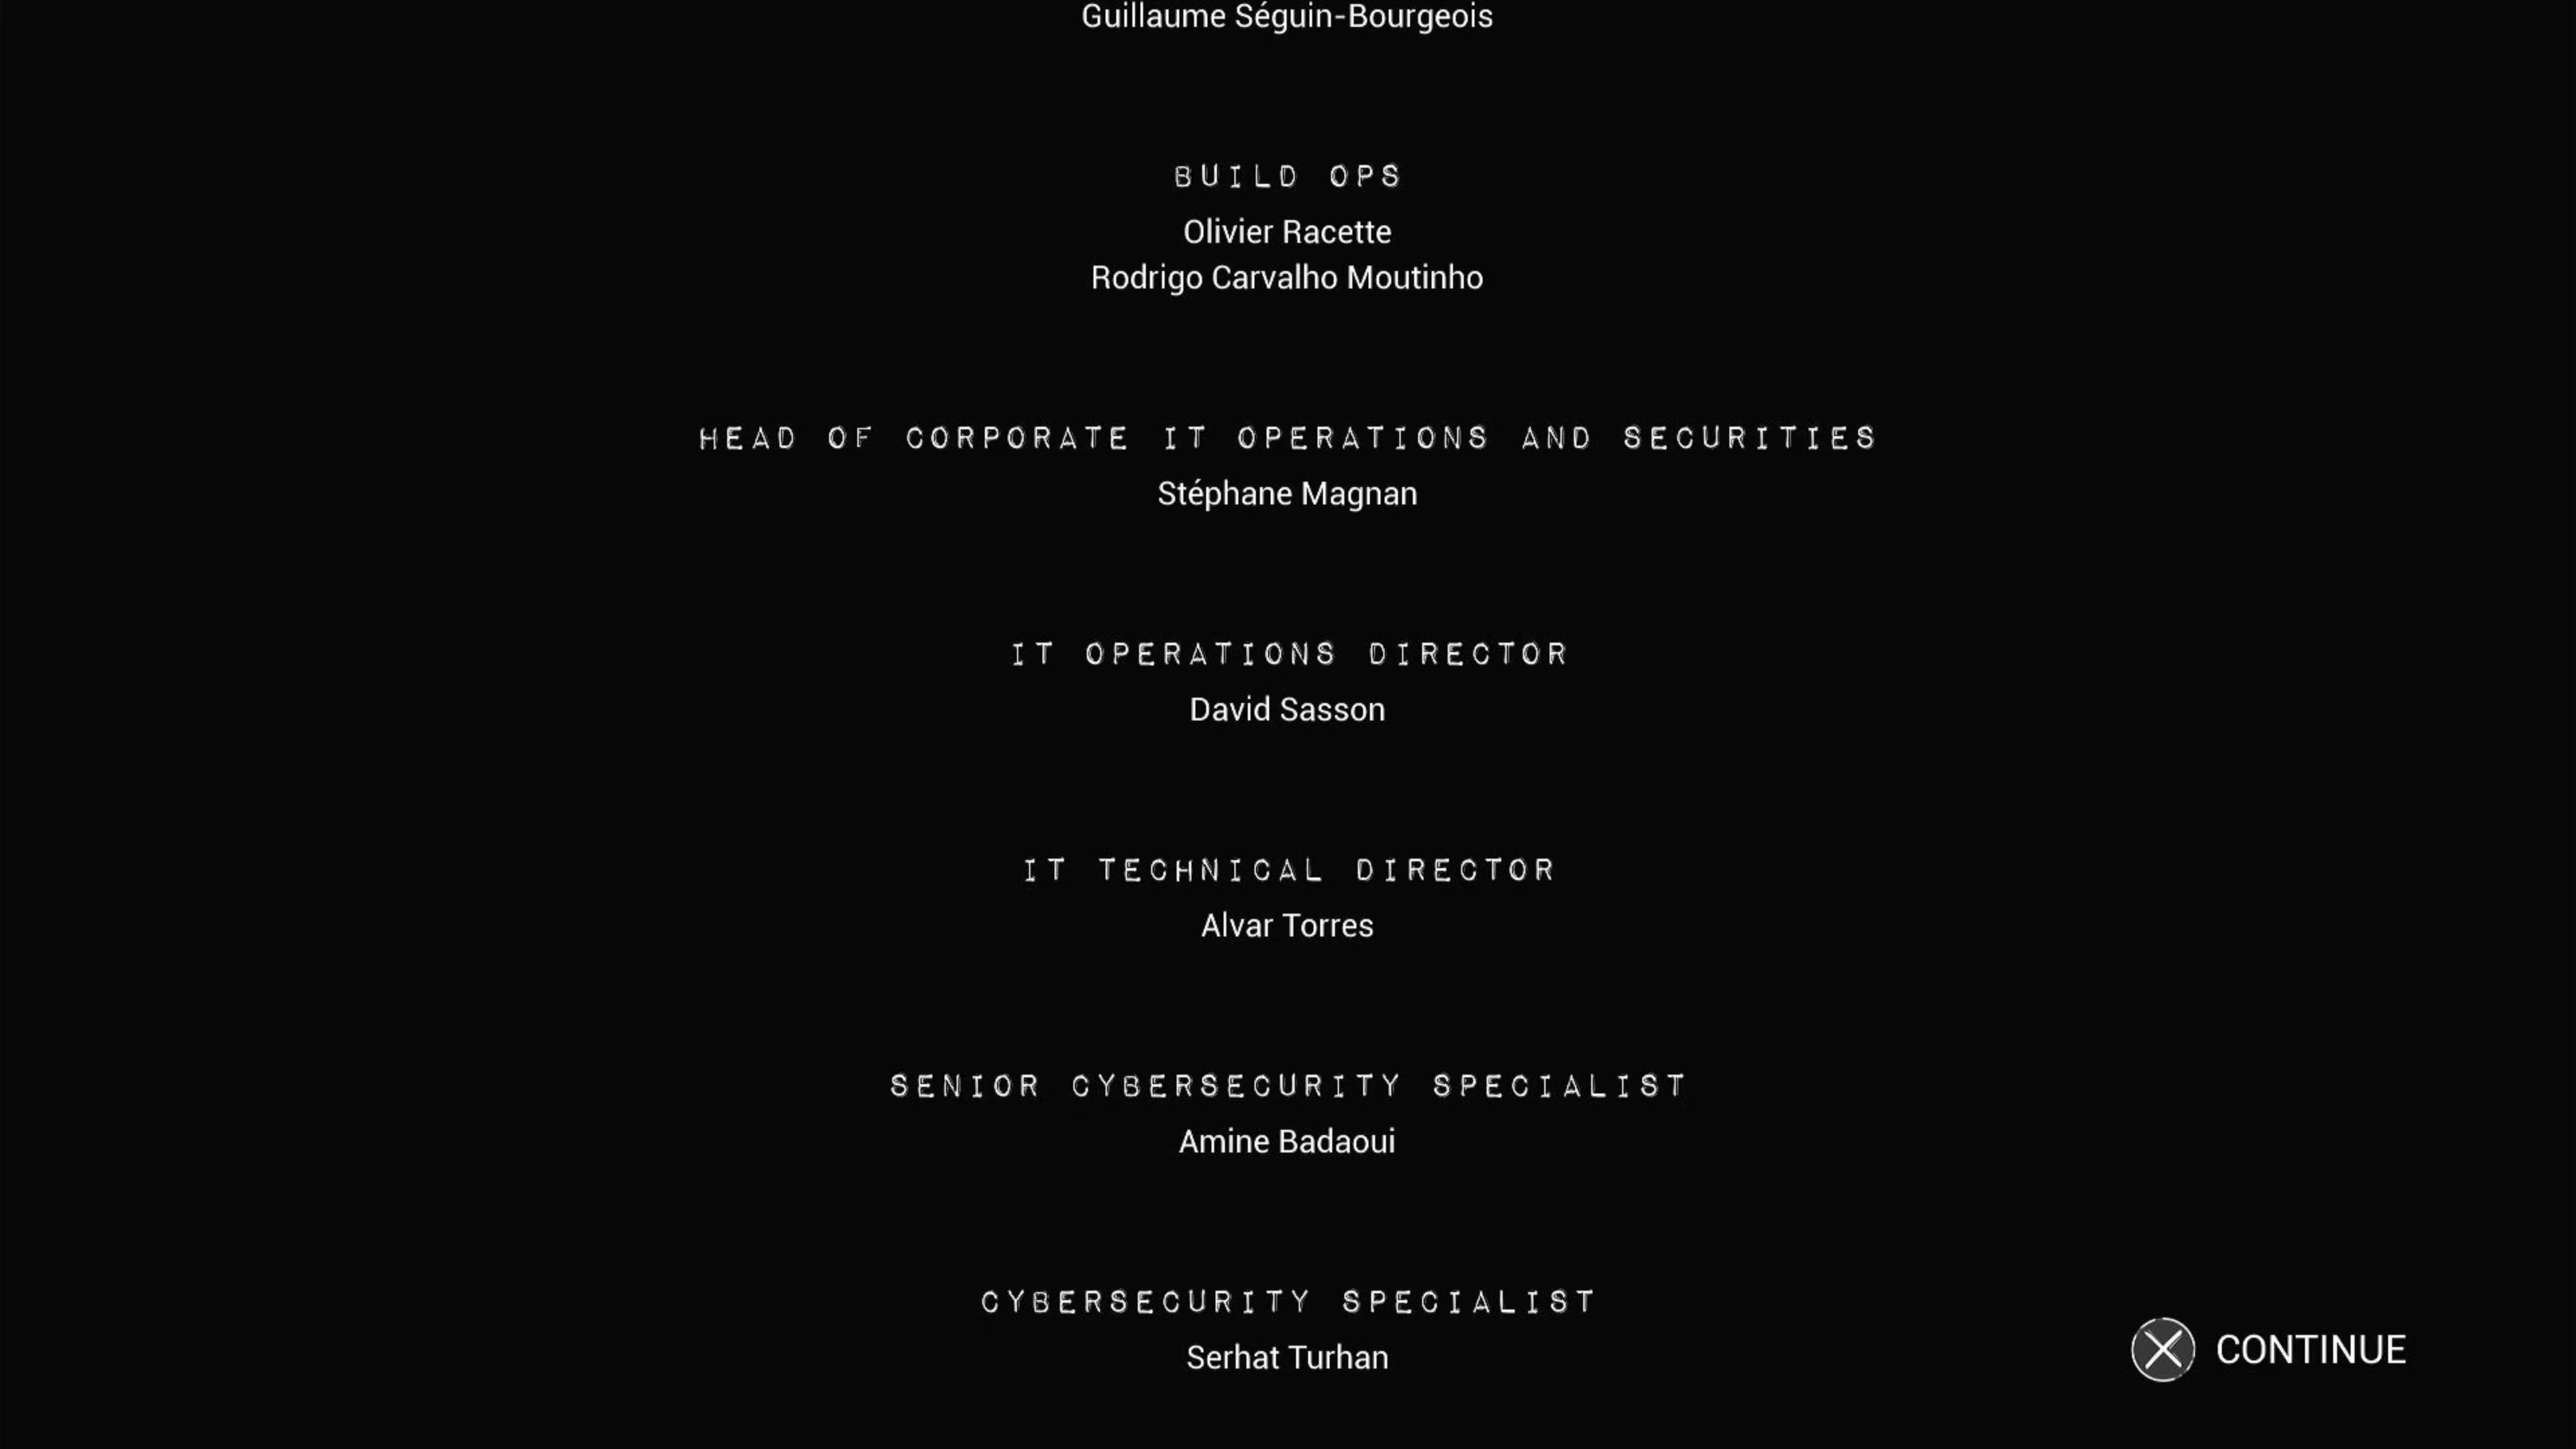 Guillaume Séguin-Bourgeois
BUILD OPS
Olivier Racette
Rodrigo Carvalho Moutinho
HEAD OF CORPORATE IT OPERATIONS AND SECURITIES
Stéphane Magnan
IT OPERATIONS DIRECTOR
David Sasson
IT TECHNICAL DIRECTOR
Alvar Torres
SENIOR CYBERSECURITY SPECIALIST
Amine Badaoui
CYBERSECURITY SPECIALIST
Serhat Turhan
CONTINUE